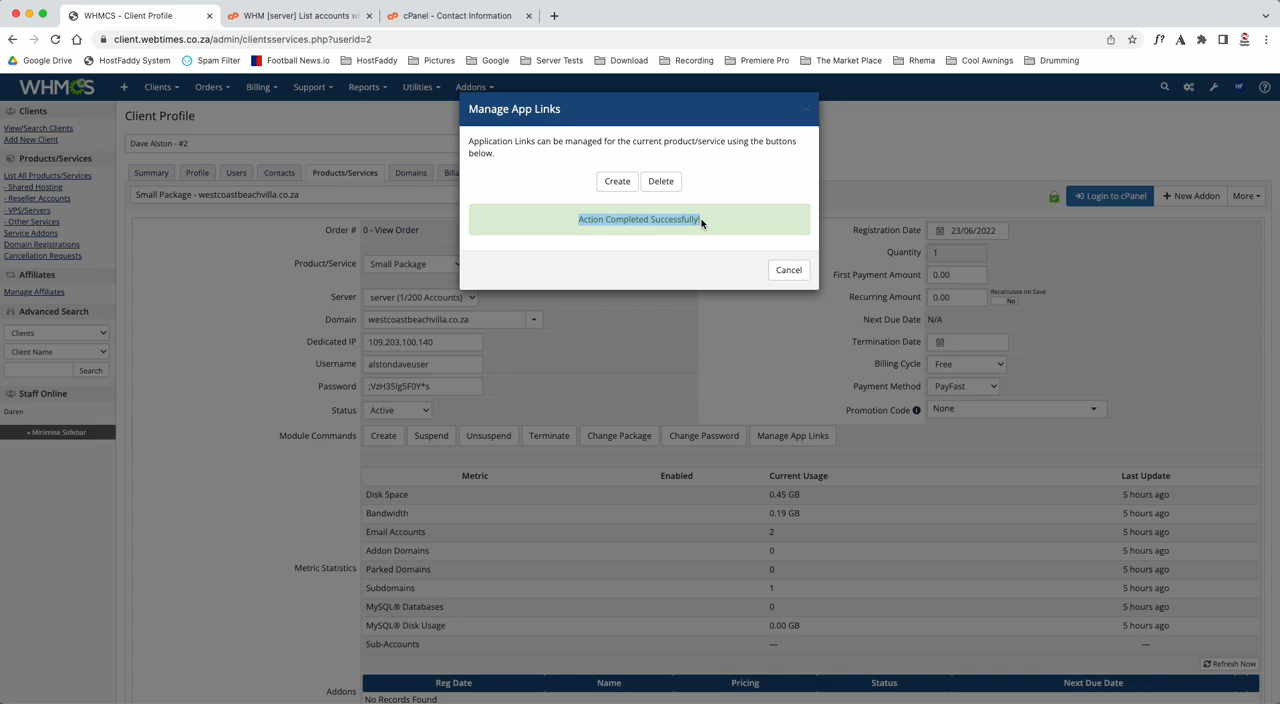 WHMCS - Client Profile
WHM [server] List accounts w
cPanel - Contact Information
client.webtimes.co.za/admin/clientsservices.php?userid=2
Google Drive HostFaddy System Spam Filter Football News.io HostFaddy Pictures Google Server Tests Download Recording Premiere Pro The Market Place Rhema Cool Awnings Drumming
WHMCS
Clients Orders Billing Support Reports Utilities Addons HF
Clients
View/Search Clients
Add New Client
Products/Services
List All Products/Services
- Shared Hosting
- Reseller Accounts
- VPS/Servers
- Other Services
Service Addons
Domain Registrations
Cancellation Requests
Affiliates
Manage Affiliates
Advanced Search
Clients
Client Name
Search
Staff Online
Daren
« Minimise Sidebar
Client Profile
Dave Alston - #2
Summary Profile Users Contacts Products/Services Domains Billa
Small Package - westcoastbeachvilla.co.za
Login to cPanel
+ New Addon
More
Manage App Links
Application Links can be managed for the current product/service using the buttons
below.
Create Delete
Action Completed Successfully!
Cancel
Order # 0 - View Order
Product/Service Small Package
Server server (1/200 Accounts)
Domain westcoastbeachvilla.co.za
Dedicated IP 109.203.100.140
Username alstondaveuser
Password ;VzH35lg5F0Y*s
Status Active
Registration Date 23/06/2022
Quantity 1
First Payment Amount 0.00
Recurring Amount 0.00 Recalculate on Save
No
Next Due Date N/A
Termination Date
Billing Cycle Free
Payment Method PayFast
Promotion Code None
Module Commands Create Suspend Unsuspend Terminate Change Package Change Password Manage App Links
Metric Enabled Current Usage Last Update
Disk Space 0.45 GB 5 hours ago
Bandwidth 0.19 GB 5 hours ago
Email Accounts 2 5 hours ago
Addon Domains 0 5 hours ago
Metric Statistics
Parked Domains 0 5 hours ago
Subdomains 1 5 hours ago
MySQL® Databases 0 5 hours ago
MySQL® Disk Usage 0.00 GB 5 hours ago
Sub-Accounts — —
Refresh Now
Addons
Reg Date Name Pricing Status Next Due Date
No Records Found